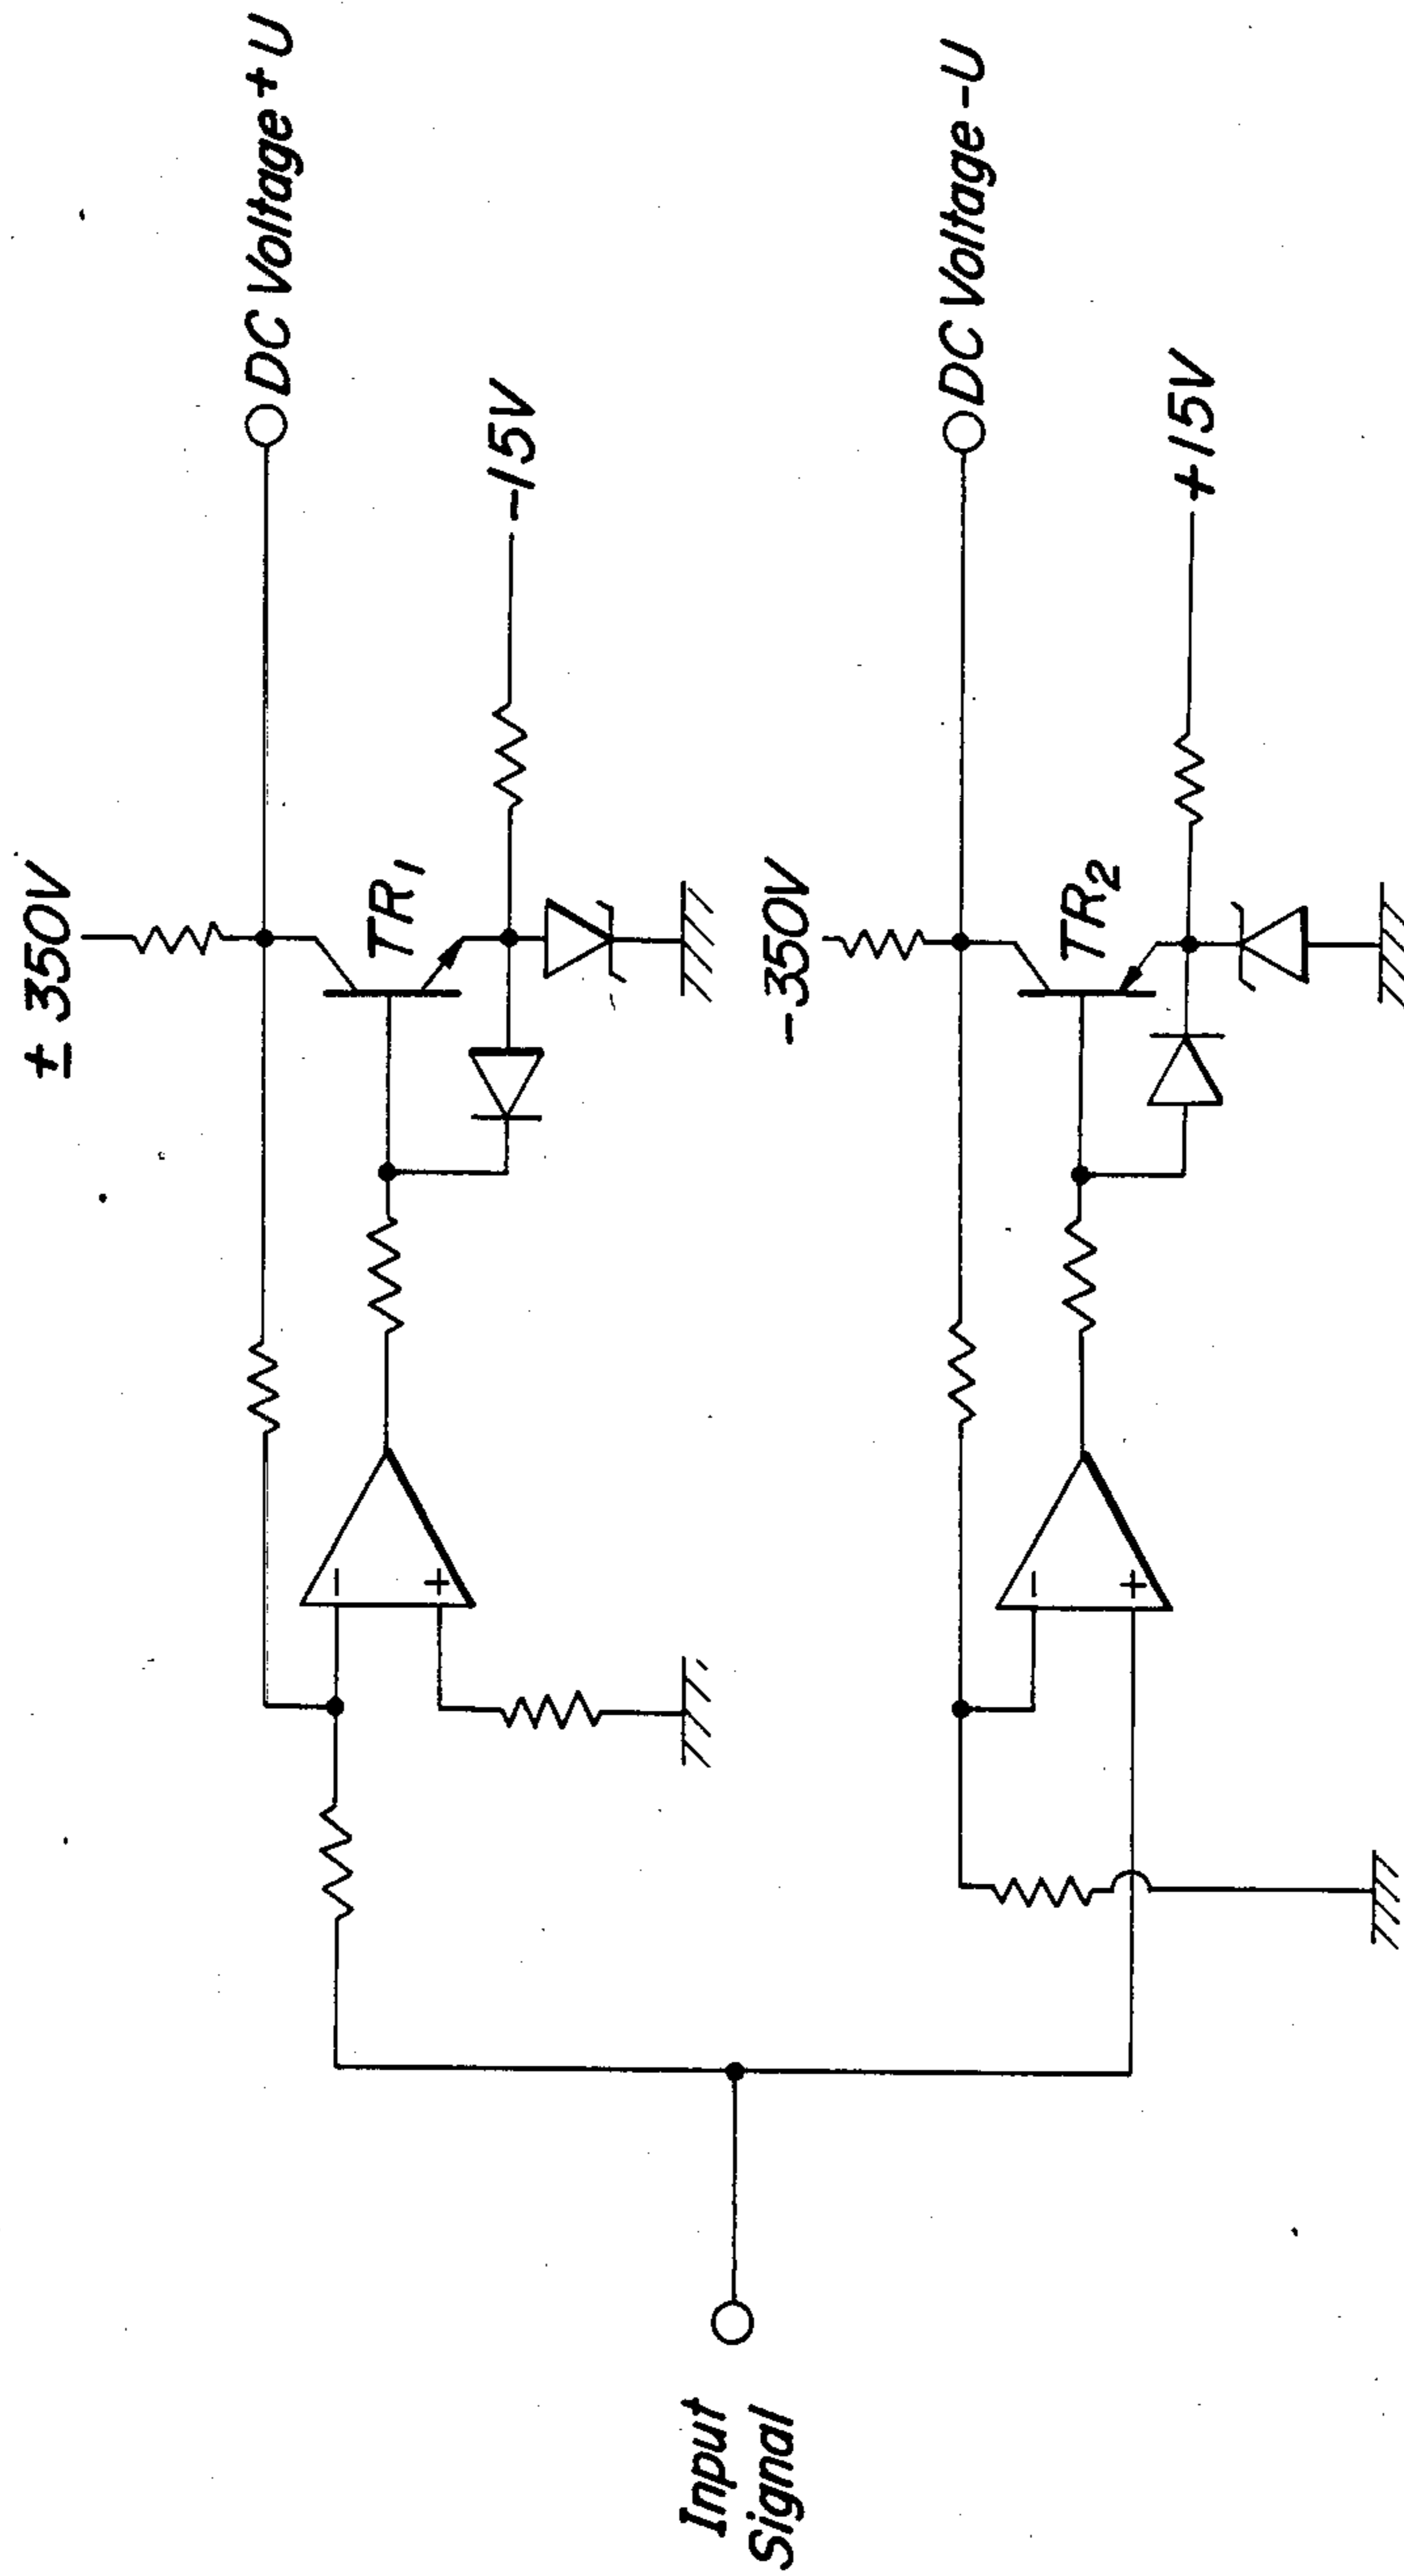 ± 350V
DC Voltage + U
TR1
-15V
-
+
Input
Signal
-350V
DC Voltage - U
TR2
+15V
-
+